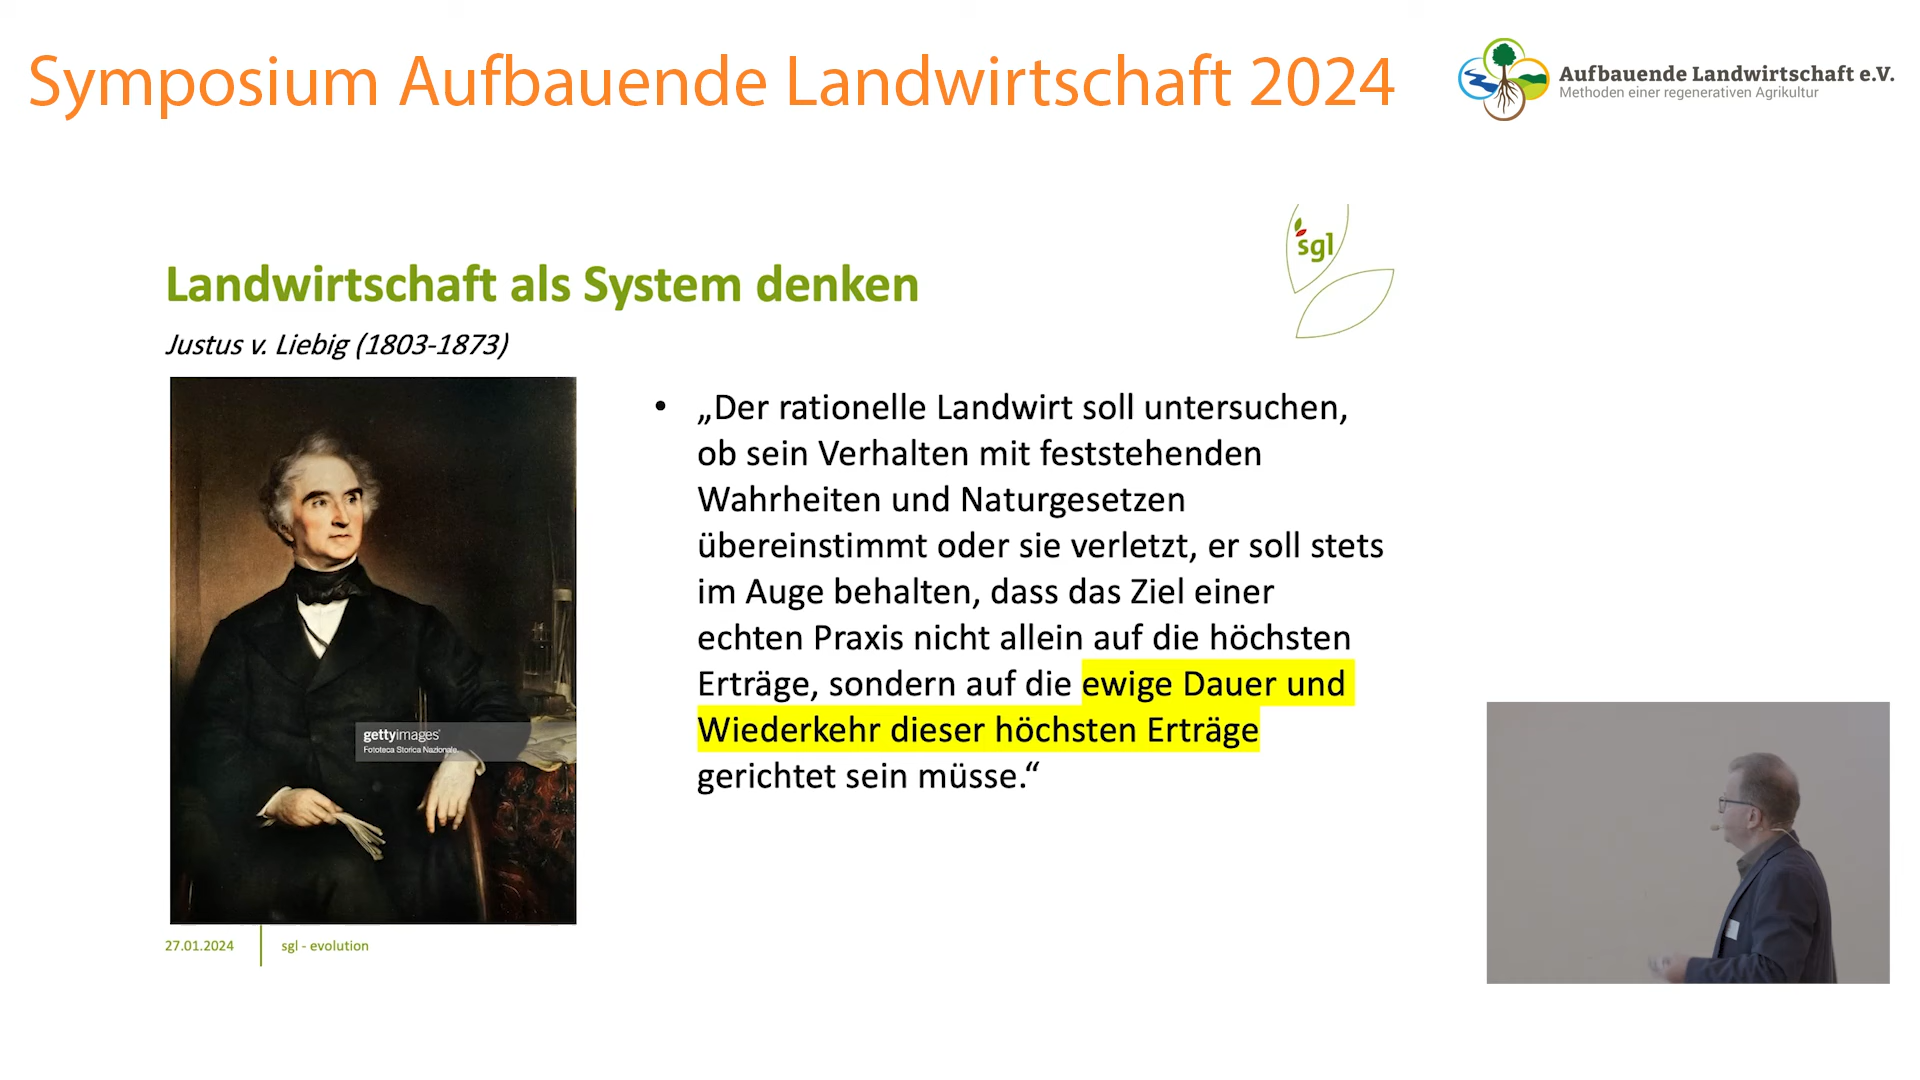 Symposium Aufbauende Landwirtschaft 2024
Aufbauende Landwirtschaft e.V.
Methoden einer regenerativen Agrikultur
sgl
Landwirtschaft als System denken
Justus v. Liebig (1803-1873)
• „Der rationelle Landwirt soll untersuchen,
ob sein Verhalten mit feststehenden
Wahrheiten und Naturgesetzen
übereinstimmt oder sie verletzt, er soll stets
im Auge behalten, dass das Ziel einer
echten Praxis nicht allein auf die höchsten
Erträge, sondern auf die ewige Dauer und
Wiederkehr dieser höchsten Erträge
gerichtet sein müsse.“
gettyimages®
Fototeca Storica Nazionale.
27.01.2024
sgl - evolution